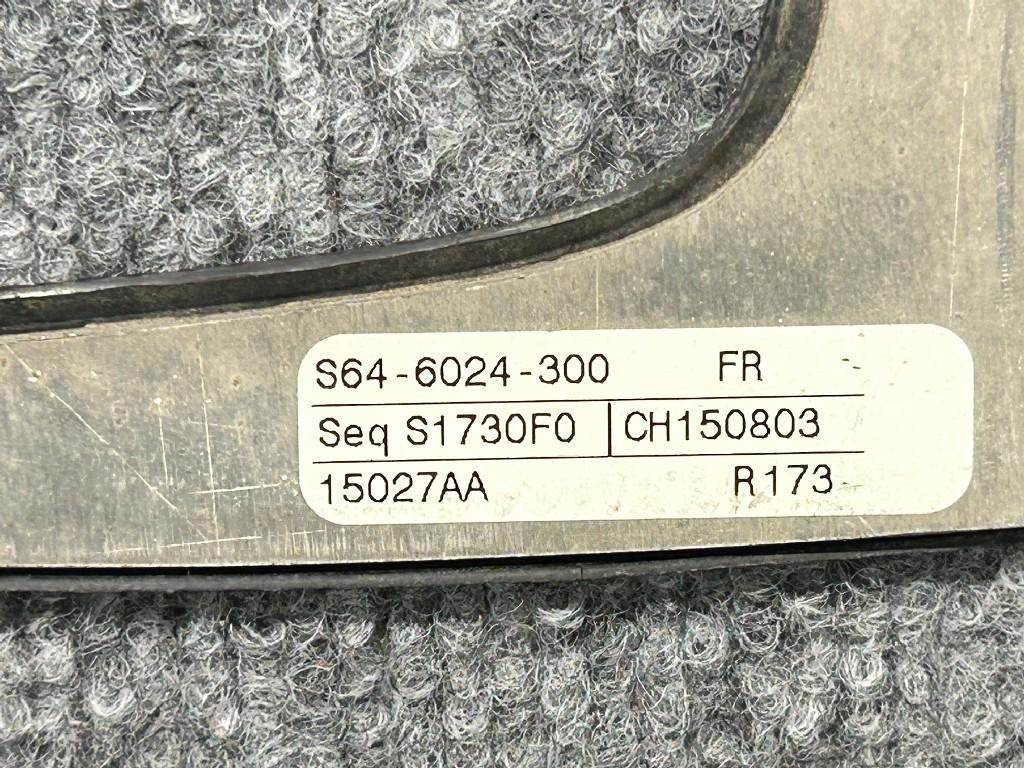 S64-6024-300 FR
Seq S1730F0 CH150803
15027AA R173